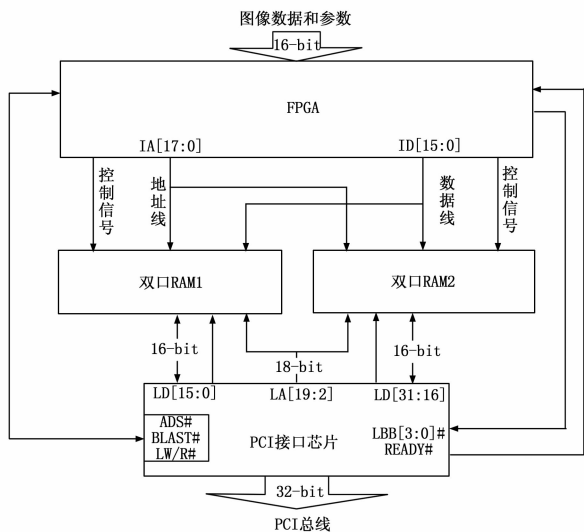 图像数据和参数
16-bit
FPGA
IA[17:0]
ID[15:0]
控制信号
地址线
数据线
控制信号
双口RAM1
双口RAM2
16-bit
18-bit
16-bit
LD[15:0]
LA[19:2]
LD[31:16]
ADS#
BLAST#
LW/R#
PCI接口芯片
LBB[3:0]#
READY#
32-bit
PCI总线